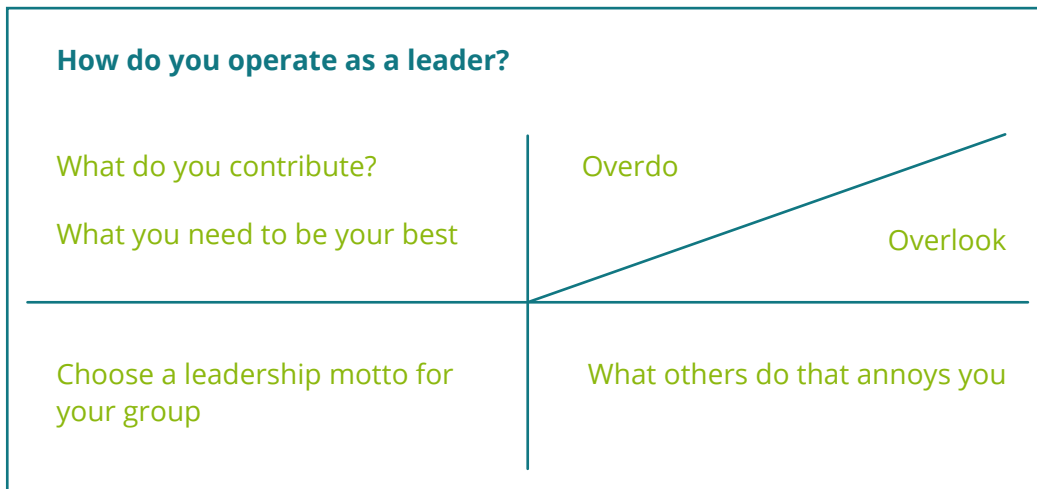 How do you operate as a leader?
What do you contribute?
What you need to be your best
Overdo
Overlook
Choose a leadership motto for
your group
What others do that annoys you